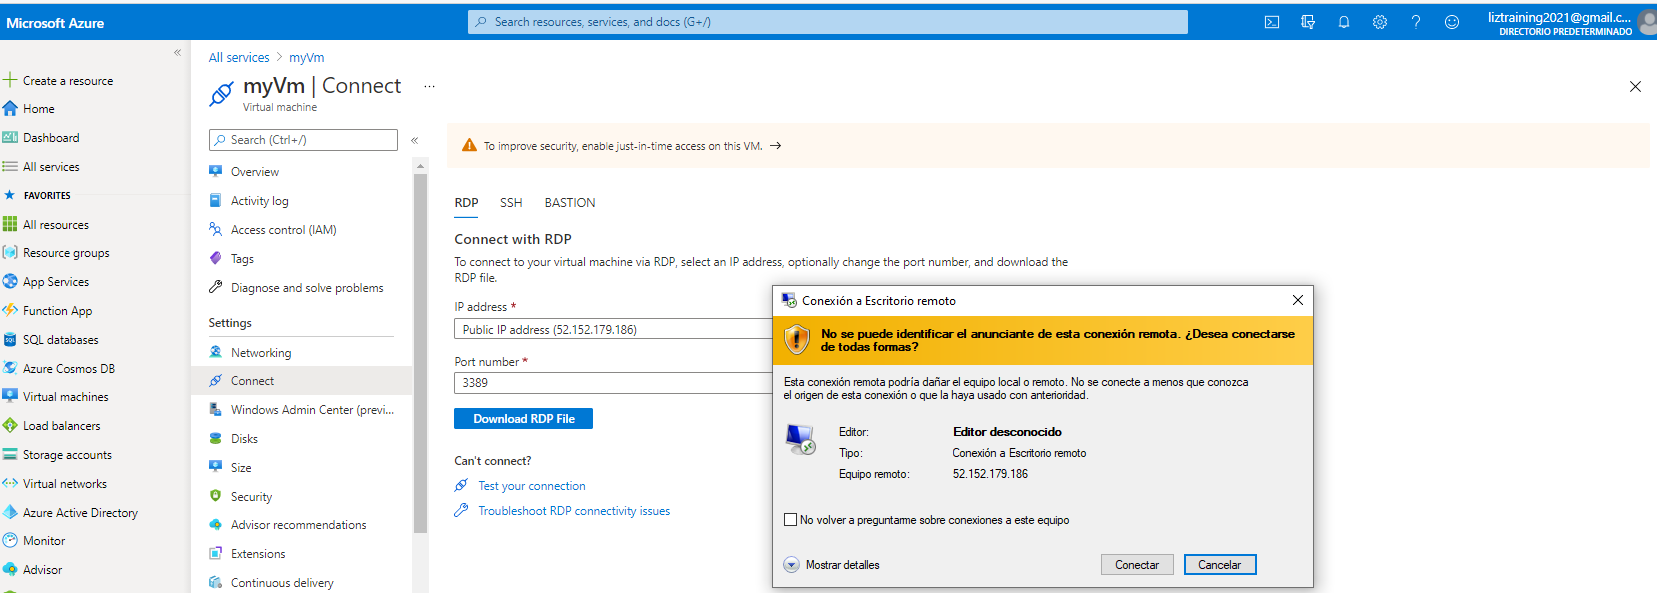 Microsoft Azure
Search resources, services, and docs (G+/)
liztraining2021@gmail.c...
DIRECTORIO PREDETERMINADO
Create a resource
Home
Dashboard
All services
FAVORITES
All resources
Resource groups
App Services
Function App
SQL databases
Azure Cosmos DB
Virtual machines
Load balancers
Storage accounts
Virtual networks
Azure Active Directory
Monitor
Advisor
All services > myVm
myVm | Connect ...
Virtual machine
Search (Ctrl+/)
Overview
Activity log
Access control (IAM)
Tags
Diagnose and solve problems
Settings
Networking
Connect
Windows Admin Center (previ...
Disks
Size
Security
Advisor recommendations
Extensions
Continuous delivery
To improve security, enable just-in-time access on this VM. →
RDP SSH BASTION
Connect with RDP
To connect to your virtual machine via RDP, select an IP address, optionally change the port number, and download the
RDP file.
IP address *
Public IP address (52.152.179.186)
Port number *
3389
Download RDP File
Can't connect?
Test your connection
Troubleshoot RDP connectivity issues
Conexión a Escritorio remoto
No se puede identificar el anunciante de esta conexión remota. ¿Desea conectarse
de todas formas?
Esta conexión remota podría dañar el equipo local o remoto. No se conecte a menos que conozca
el origen de esta conexión o que la haya usado con anterioridad.
Editor: Editor desconocido
Tipo: Conexión a Escritorio remoto
Equipo remoto: 52.152.179.186
No volver a preguntarme sobre conexiones a este equipo
Mostrar detalles
Conectar
Cancelar